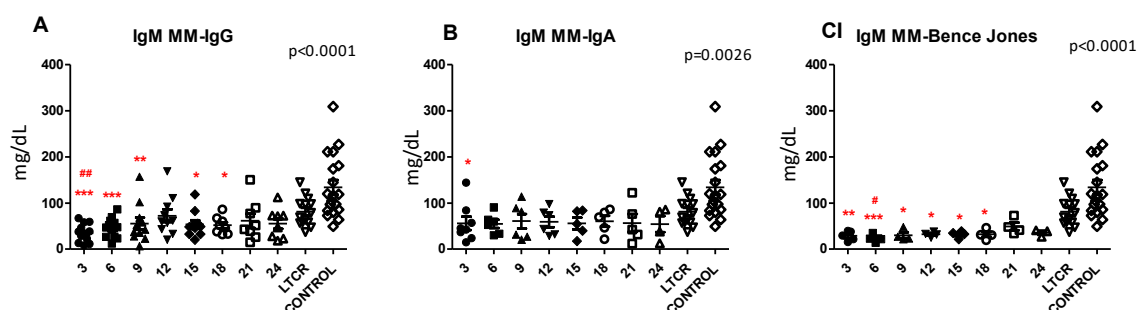 A
IgM MM-IgG
p<0.0001
mg/dL
400
300
200
100
0
##
***
***
**
*
*
3
6
9
12
15
18
21
24
LTCR
CONTROL
B
IgM MM-IgA
p=0.0026
mg/dL
400
300
200
100
0
*
3
6
9
12
15
18
21
24
LTCR
CONTROL
CI
IgM MM-Bence Jones
p<0.0001
mg/dL
400
300
200
100
0
**
#
***
*
*
*
*
3
6
9
12
15
18
21
24
LTCR
CONTROL